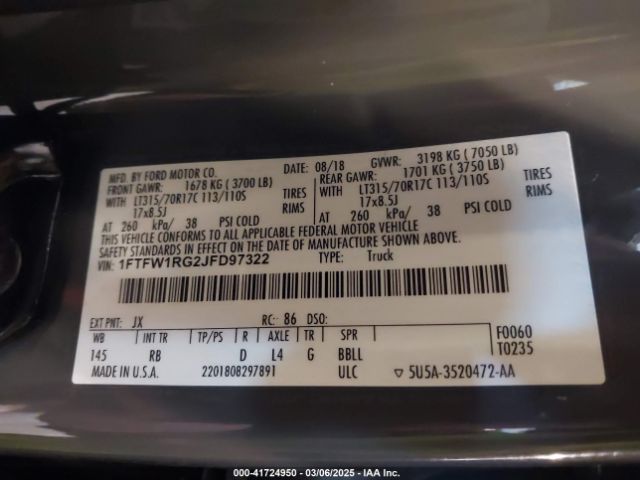 MFD. BY FORD MOTOR CO. DATE: 08/18 GVWR: 3198 KG ( 7050 LB)
FRONT GAWR: 1678 KG ( 3700 LB) REAR GAWR: 1701 KG ( 3750 LB)
WITH LT315/70R17C 113/110S TIRES WITH LT315/70R17C 113/110S TIRES
17x8.5J RIMS 17x8.5J RIMS
AT 260 kPa/ 38 PSI COLD AT 260 kPa/ 38 PSI COLD
THIS VEHICLE CONFORMS TO ALL APPLICABLE FEDERAL MOTOR VEHICLE
SAFETY STANDARDS IN EFFECT ON THE DATE OF MANUFACTURE SHOWN ABOVE.
VIN: 1FTFW1RG2JFD97322 TYPE: Truck
EXT PNT: JX RC: 86 DSO:
WB INT TR TP/PS R AXLE TR SPR F0060
145 RB D L4 G BBLL T0235
MADE IN U.S.A. 2201808297891 ULC ▽ 5U5A-3520472-AA
000-41724950 - 03/06/2025 - IAA Inc.